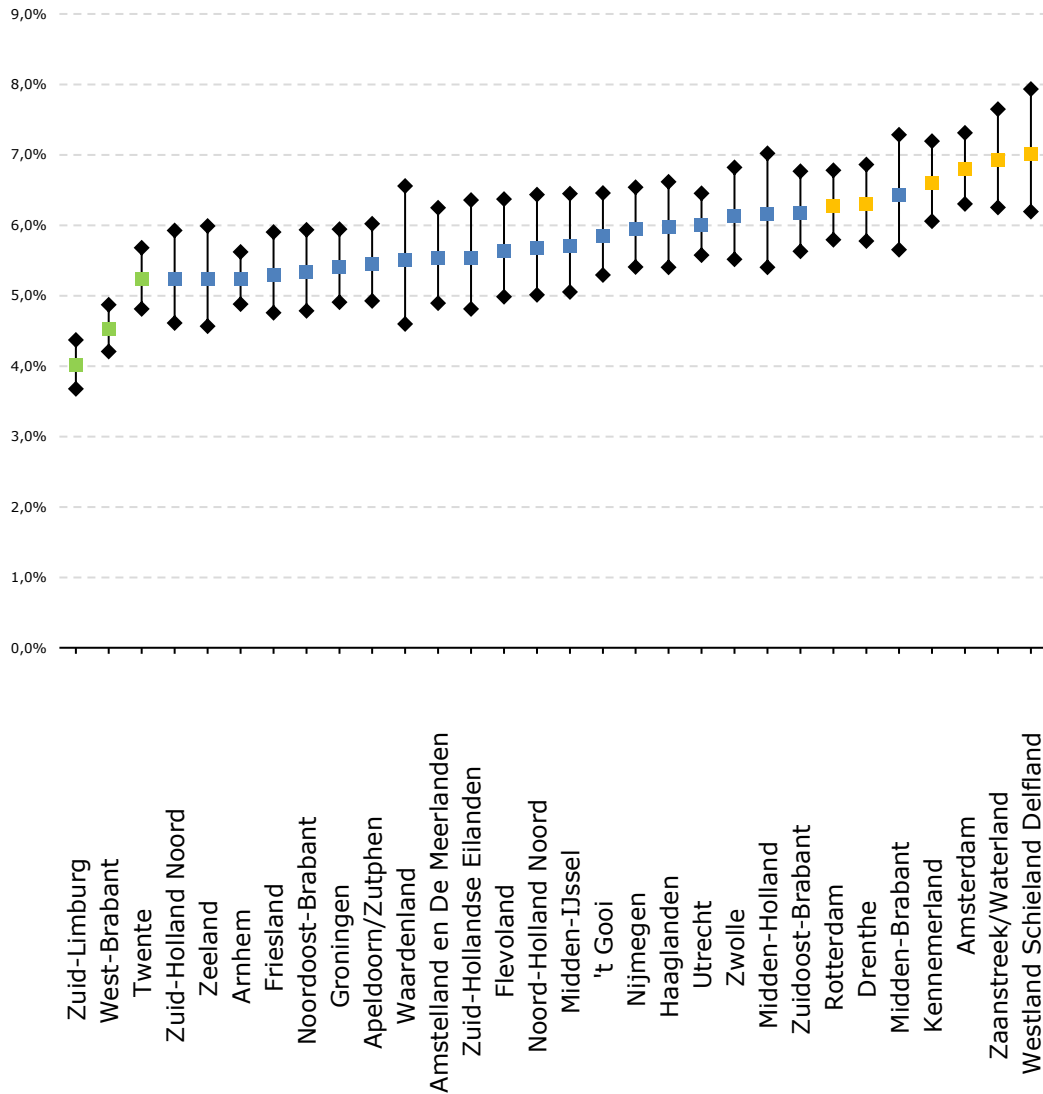 9,0%
8,0%
7,0%
6,0%
5,0%
4,0%
3,0%
2,0%
1,0%
0,0%
Zuid-Limburg
West-Brabant
Twente
Zuid-Holland Noord
Zeeland
Arnhem
Friesland
Noordoost-Brabant
Groningen
Apeldoorn/Zutphen
Waardenland
Amstelland en De Meerlanden
Zuid-Hollandse Eilanden
Flevoland
Noord-Holland Noord
Midden-IJssel
't Gooi
Nijmegen
Haaglanden
Utrecht
Zwolle
Midden-Holland
Zuidoost-Brabant
Rotterdam
Drenthe
Midden-Brabant
Kennemerland
Amsterdam
Zaanstreek/Waterland
Westland Schieland Delfland